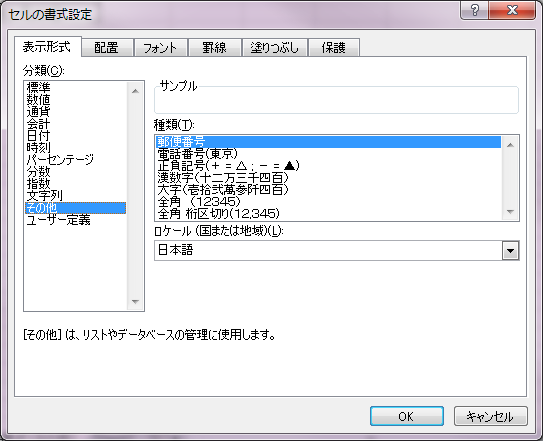 セルの書式設定
表示形式 配置 フォント 罫線 塗りつぶし 保護
分類(C):
標準
数値
通貨
会計
日付
時刻
パーセンテージ
分数
指数
文字列
その他
ユーザー定義
サンプル
種類(T):
郵便番号
電話番号(東京)
正負記号(+ = △; - = ▲)
漢数字(十二万三千四百)
大字(壱拾弐萬参阡四百)
全角 (12345)
全角 桁区切り(12,345)
ロケール (国または地域)(L):
日本語
[その他] は、リストやデータベースの管理に使用します。
OK キャンセル